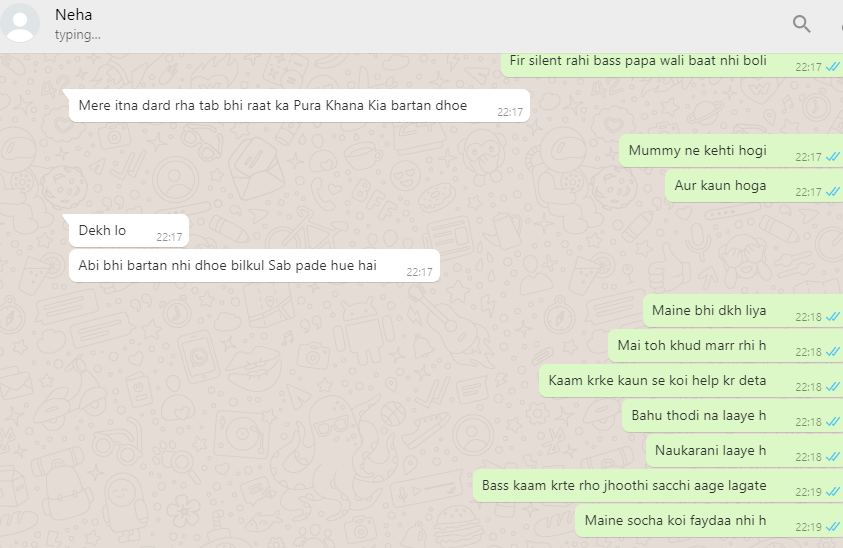 Neha
typing...
Fir silent rahi bass papa wali baat nhi boli 22:17
Mere itna dard rha tab bhi raat ka Pura Khana Kia bartan dhoe 22:17
Mummy ne kehti hogi 22:17
Aur kaun hoga 22:17
Dekh lo 22:17
Abi bhi bartan nhi dhoe bilkul Sab pade hue hai 22:17
Maine bhi dkh liya 22:18
Mai toh khud marr rhi h 22:18
Kaam krke kaun se koi help kr deta 22:18
Bahu thodi na laaye h 22:18
Naukarani laaye h 22:18
Bass kaam krte rho jhoothi sacchi aage lagate 22:19
Maine socha koi faydaa nhi h 22:19